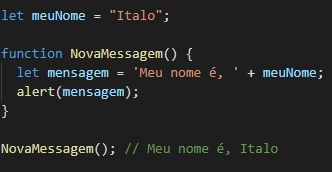 let meuNome = "Italo";
function NovaMessagem() {
let mensagem = 'Meu nome é, ' + meuNome;
alert(mensagem);
}
NovaMessagem(); // Meu nome é, Italo